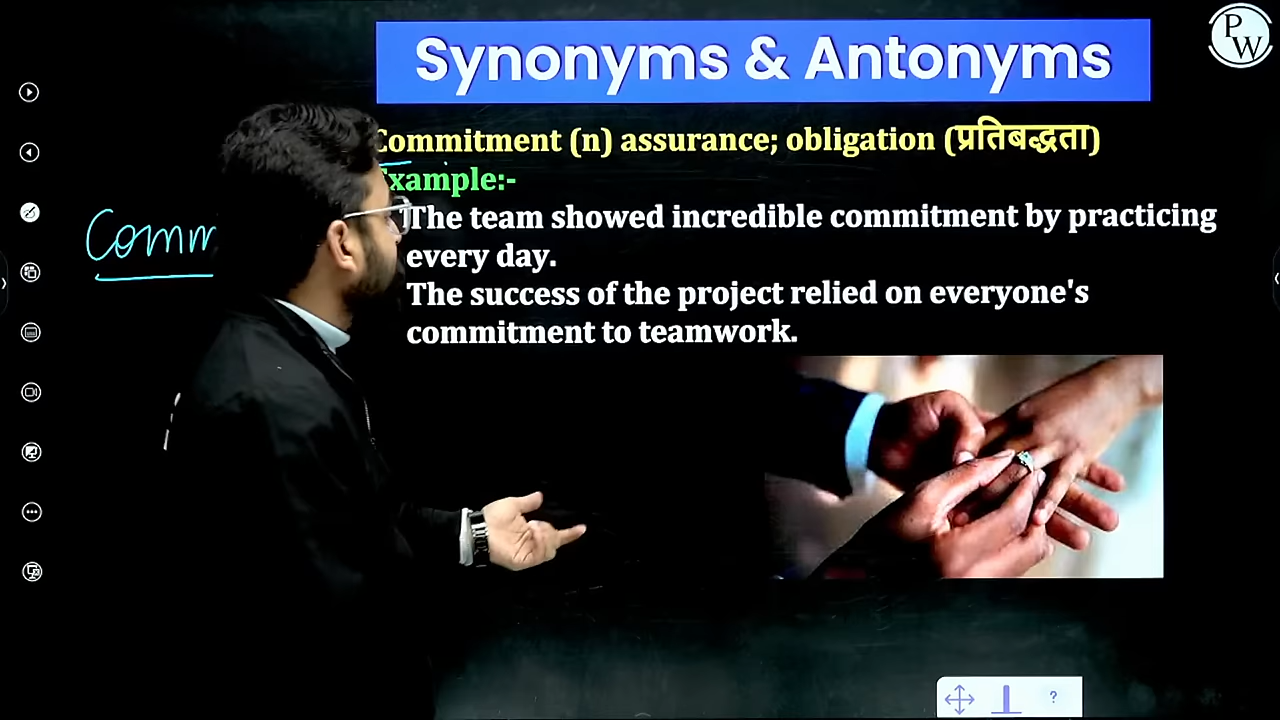 PW
Synonyms & Antonyms
Commitment (n) assurance; obligation (प्रतिबद्धता)
Example:-
Comm
The team showed incredible commitment by practicing
every day.
The success of the project relied on everyone's
commitment to teamwork.
?